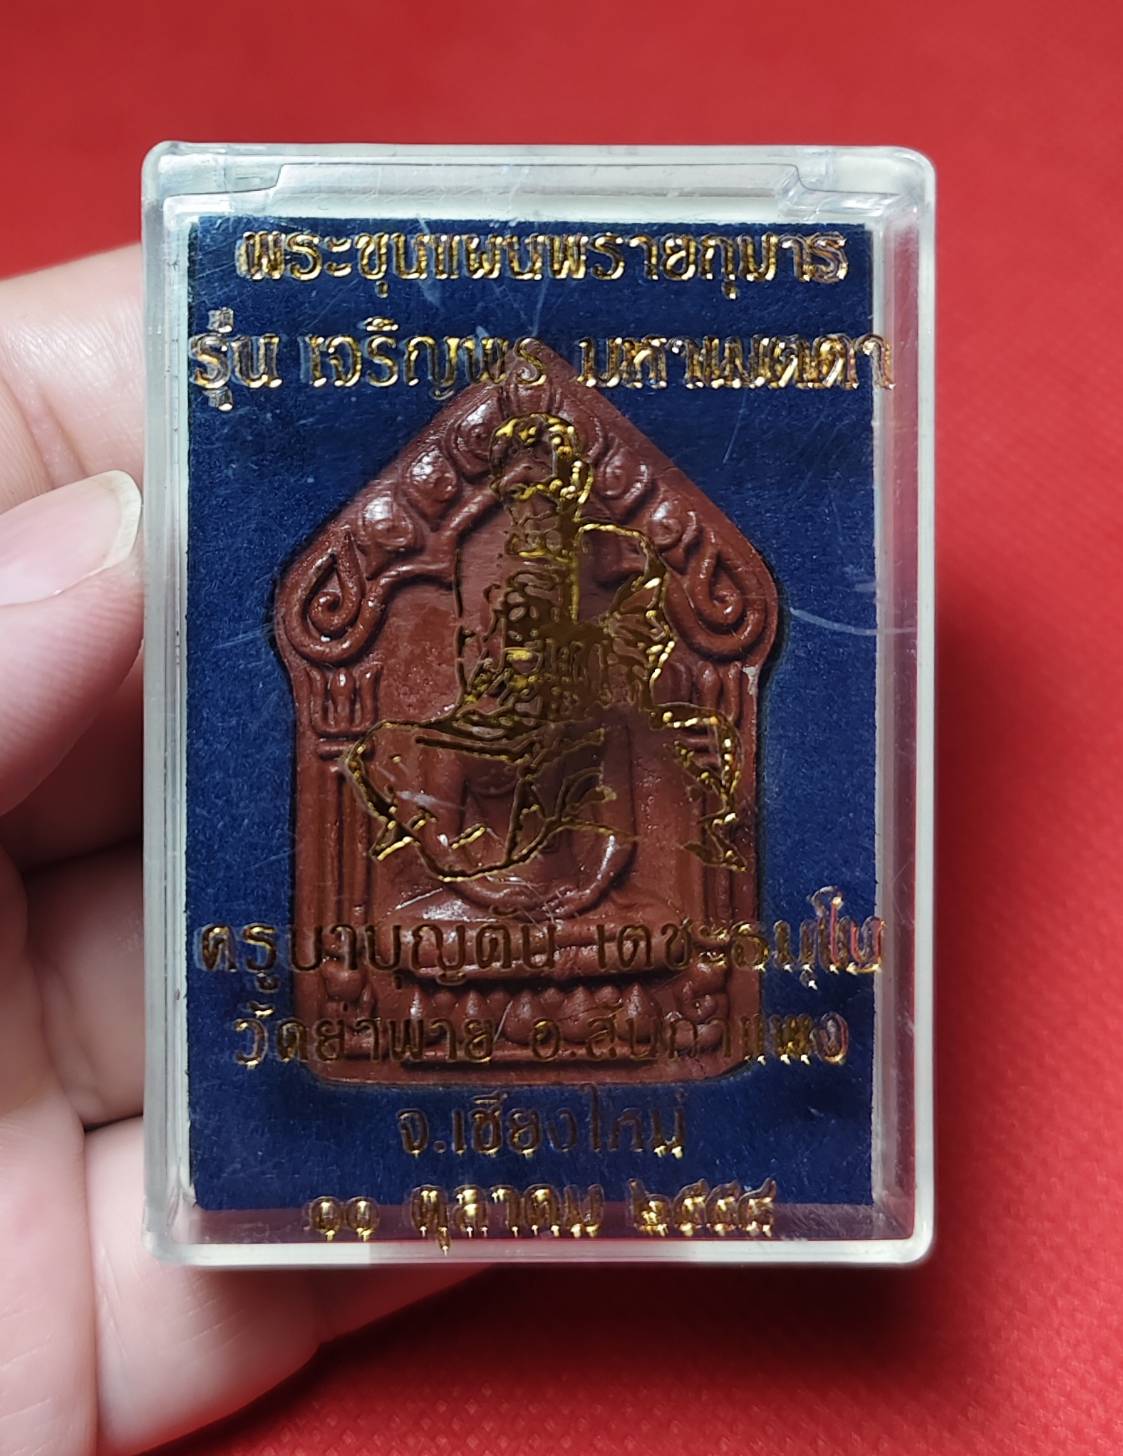 พระขุนแผนพรายกุมาร
รุ่น เจริญพร มหาเมตตา
ครูบาบุญตัน เตชะธมฺโม
วัดย่าพาย อ.สันกำแพง
จ.เชียงใหม่
๑๑ ตุลาคม ๒๕๕๔